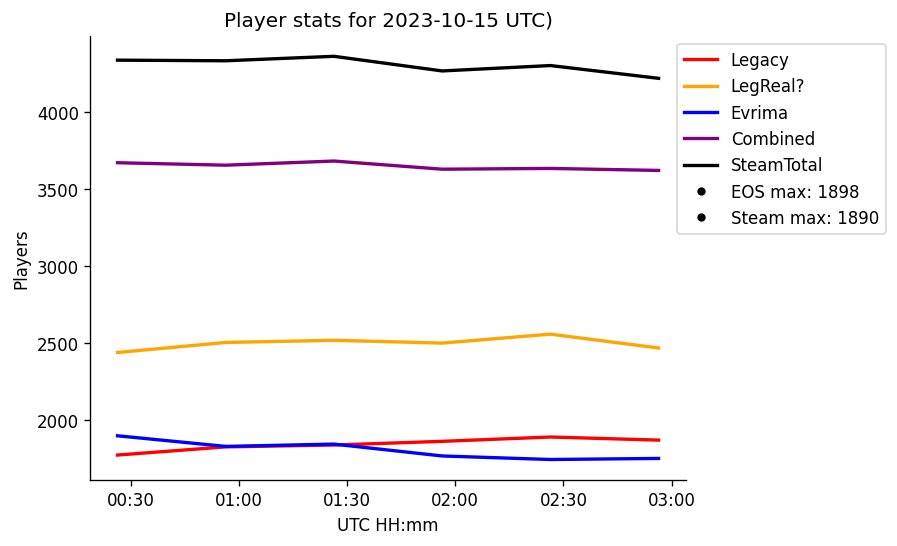 Player stats for 2023-10-15 UTC)
Legacy
LegReal?
Evrima
Combined
SteamTotal
EOS max: 1898
Steam max: 1890
Players
4000
3500
3000
2500
2000
00:30 01:00 01:30 02:00 02:30 03:00
UTC HH:mm